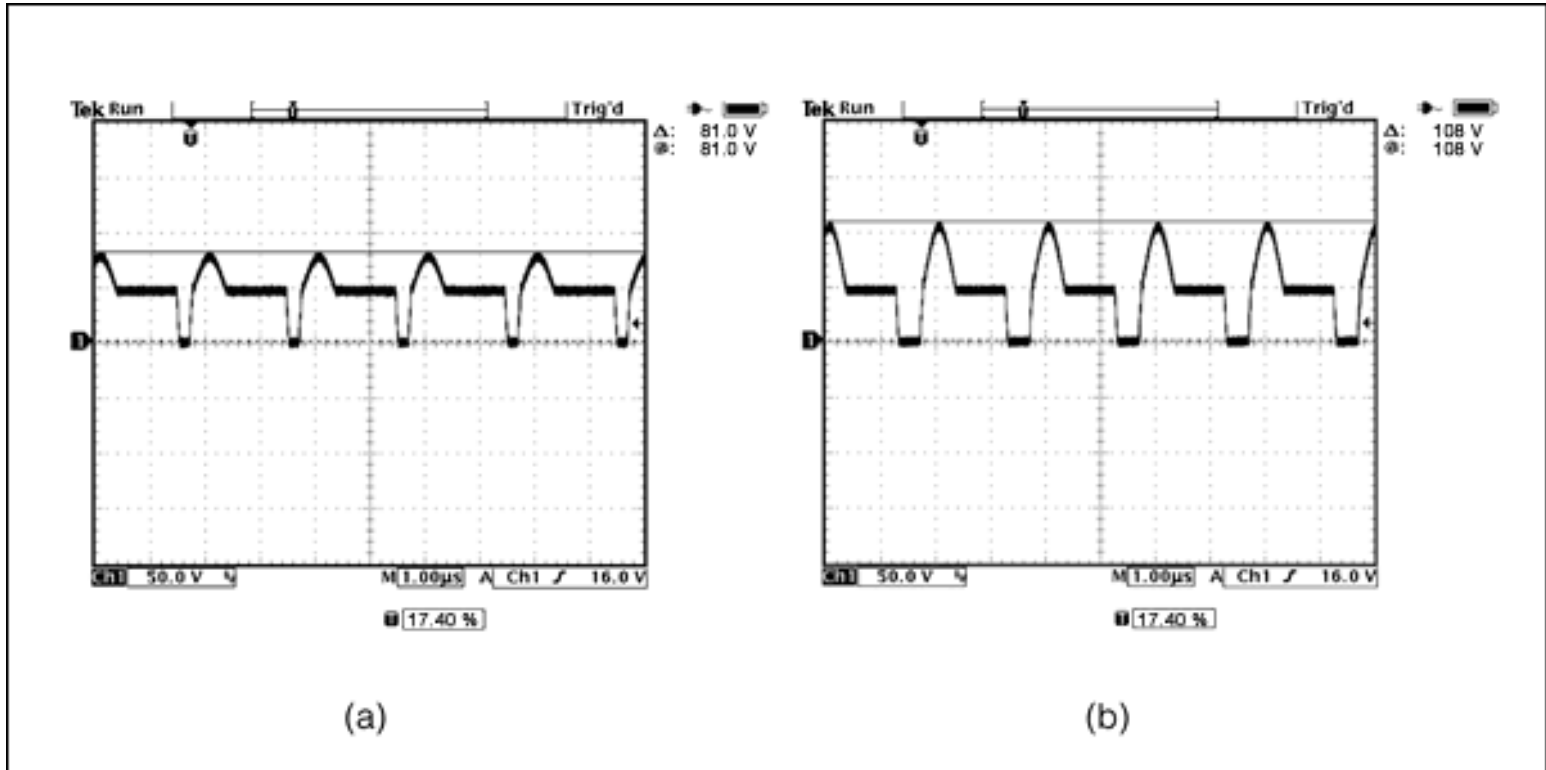 Tek Run Trig'd
Δ: 81.0 V
@: 81.0 V
Ch1 50.0 V M 1.00µs A Ch1 16.0 V
17.40 %
(a)
Tek Run Trig'd
Δ: 108 V
@: 108 V
Ch1 50.0 V M 1.00µs A Ch1 16.0 V
17.40 %
(b)